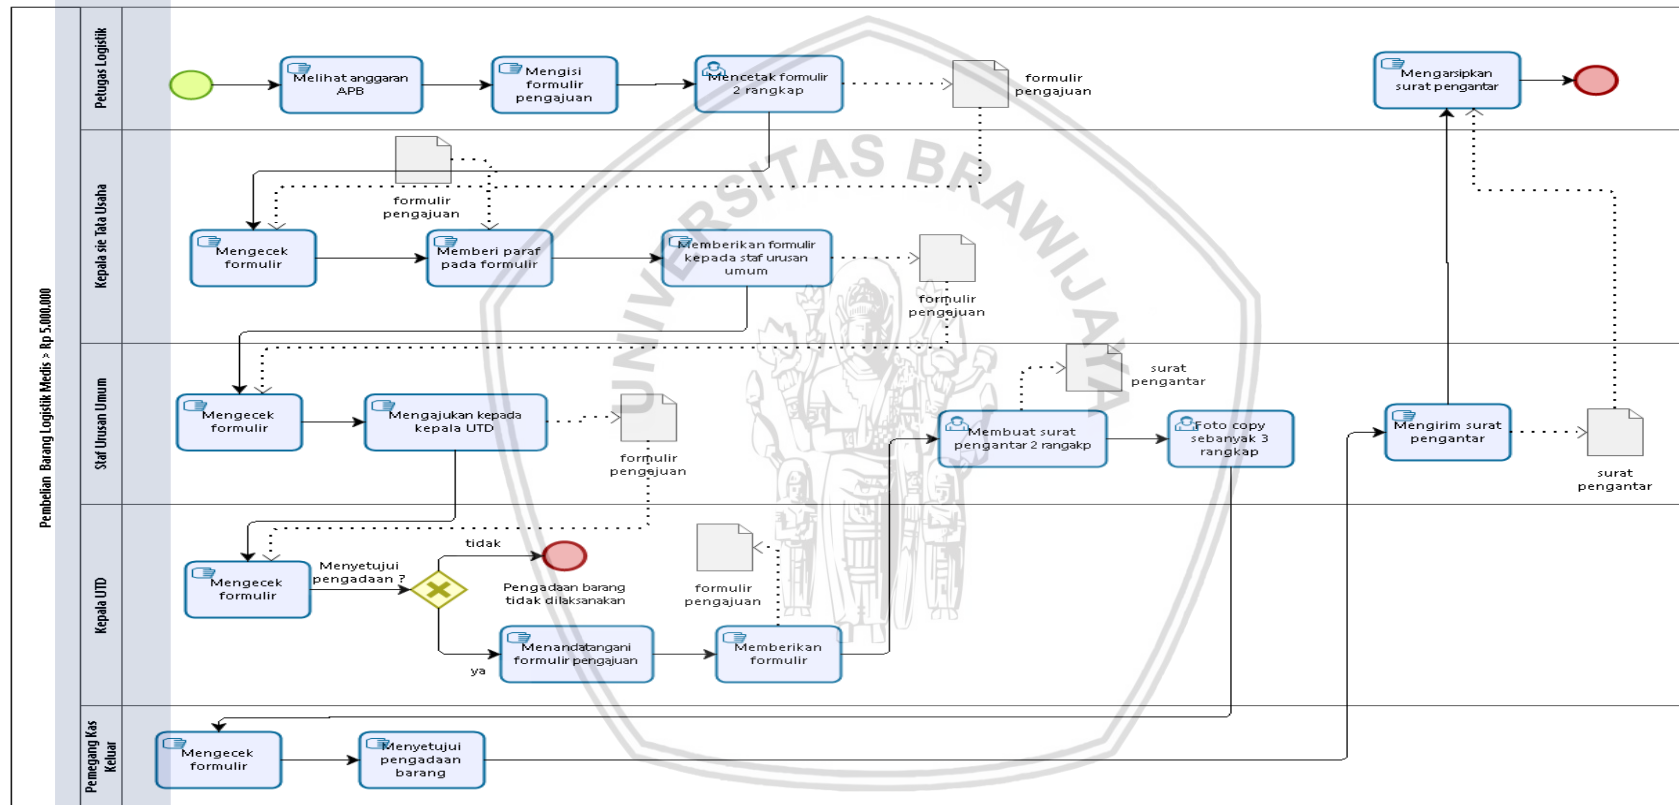 Pembelian Barang Logistik Medis > Rp 5.000.000
Petugas Logistik
Melihat anggaran
APB
Mengisi
formulir
pengajuan
Mencetak formulir
2 rangkap
formulir
pengajuan
Mengarsipkan
surat pengantar
Kepala sie Tata Usaha
formulir
pengajuan
Mengecek
formulir
Memberi paraf
pada formulir
Memberikan formulir
kepada staf urusan
umum
formulir
pengajuan
Staf Urusan Umum
Mengecek
formulir
Mengajukan kepada
kepala UTD
formulir
pengajuan
surat
pengantar
Membuat surat
pengantar 2 rangakp
Foto copy
sebanyak 3
rangkap
Mengirim surat
pengantar
surat
pengantar
Kepala UTD
Mengecek
formulir
Menyetujui
pengadaan ?
tidak
Pengadaan barang
tidak dilaksanakan
ya
Menandatangani
formulir pengajuan
Memberikan
formulir
formulir
pengajuan
Pemegang Kas
Keluar
Mengecek
formulir
Menyetujui
pengadaan
barang
UNIVERSITAS BRAWIJAYA